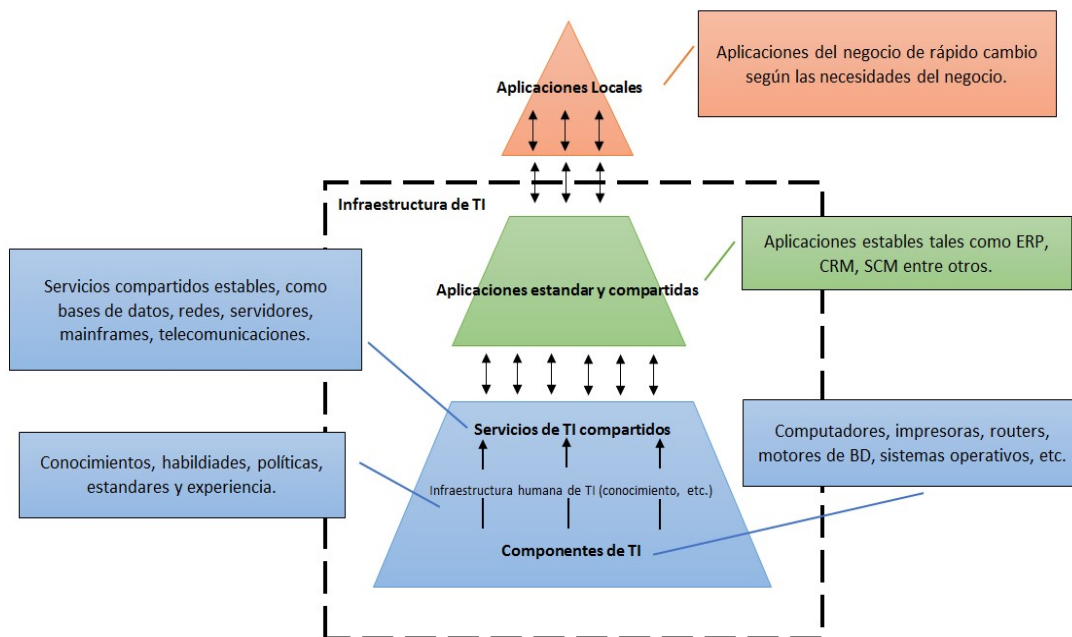 Aplicaciones del negocio de rápido cambio
según las necesidades del negocio.
Aplicaciones Locales
Infraestructura de TI
Aplicaciones estables tales como ERP,
CRM, SCM entre otros.
Servicios compartidos estables, como
bases de datos, redes, servidores,
mainframes, telecomunicaciones.
Aplicaciones estandar y compartidas
Servicios de TI compartidos
Computadores, impresoras, routers,
motores de BD, sistemas operativos, etc.
Conocimientos, habildiades, políticas,
estandares y experiencia.
Infraestructura humana de TI (conocimiento, etc.)
Componentes de TI